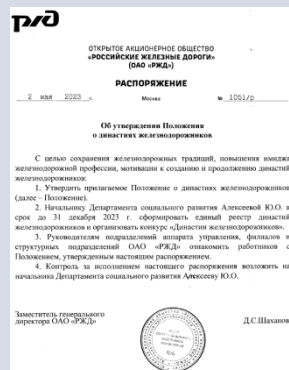 ржд
ОТКРЫТОЕ АКЦИОНЕРНОЕ ОБЩЕСТВО
«РОССИЙСКИЕ ЖЕЛЕЗНЫЕ ДОРОГИ»
(ОАО «РЖД»)
РАСПОРЯЖЕНИЕ
2 мая 2023 г. Москва № 1051/р
Об утверждении Положения
о династиях железнодорожников
С целью сохранения железнодорожных традиций, повышения имиджа
железнодорожной профессии, мотивации к созданию и продолжению династий
железнодорожников:
1. Утвердить прилагаемое Положение о династиях железнодорожников
(далее – Положение).
2. Начальнику Департамента социального развития Алексеевой Ю.О. в
срок до 31 декабря 2023 г. сформировать единый реестр династий
железнодорожников и организовать конкурс «Династии железнодорожников».
3. Руководителям подразделений аппарата управления, филиалов и
структурных подразделений ОАО «РЖД» ознакомить работников с
Положением, утвержденным настоящим распоряжением.
4. Контроль за исполнением настоящего распоряжения возложить на
начальника Департамента социального развития Алексееву Ю.О.
Заместитель генерального
директора ОАО «РЖД» Д.С.Шаханов